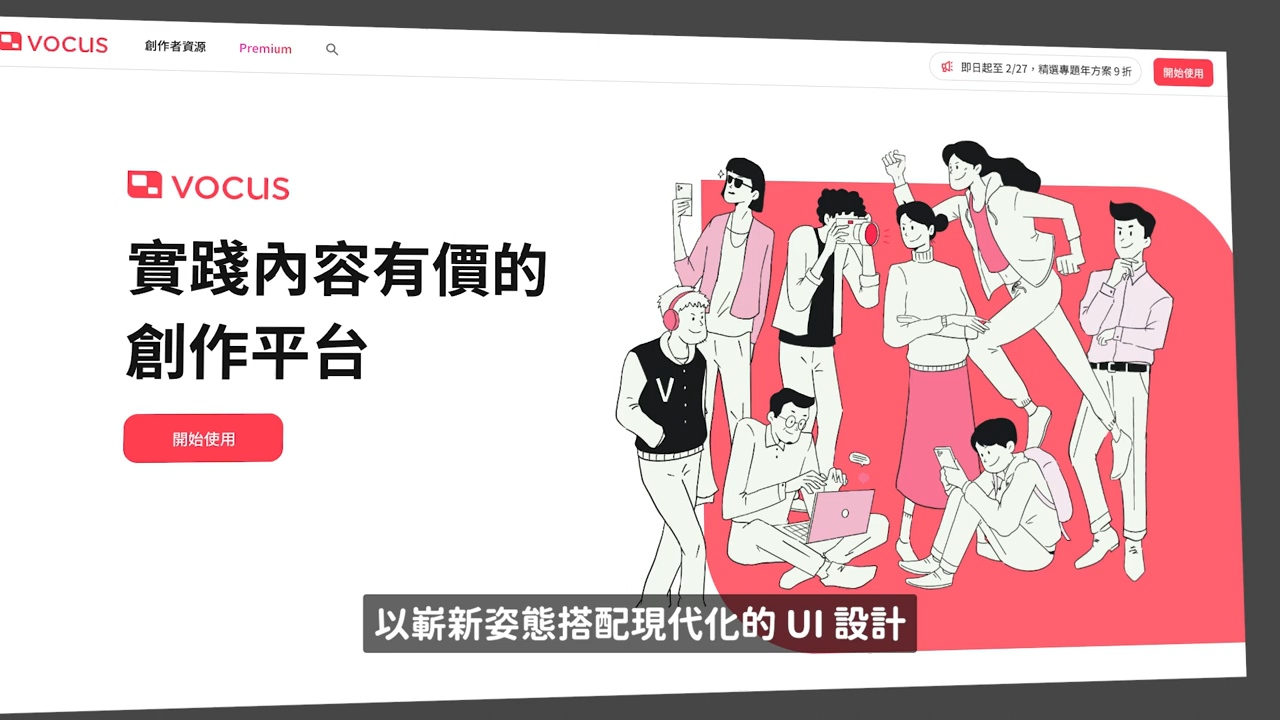 vocus
創作者資源
Premium
即日起至 2/27，精選專題年方案 9 折
開始使用
vocus
實踐內容有價的
創作平台
開始使用
V
以嶄新姿態搭配現代化的 UI 設計